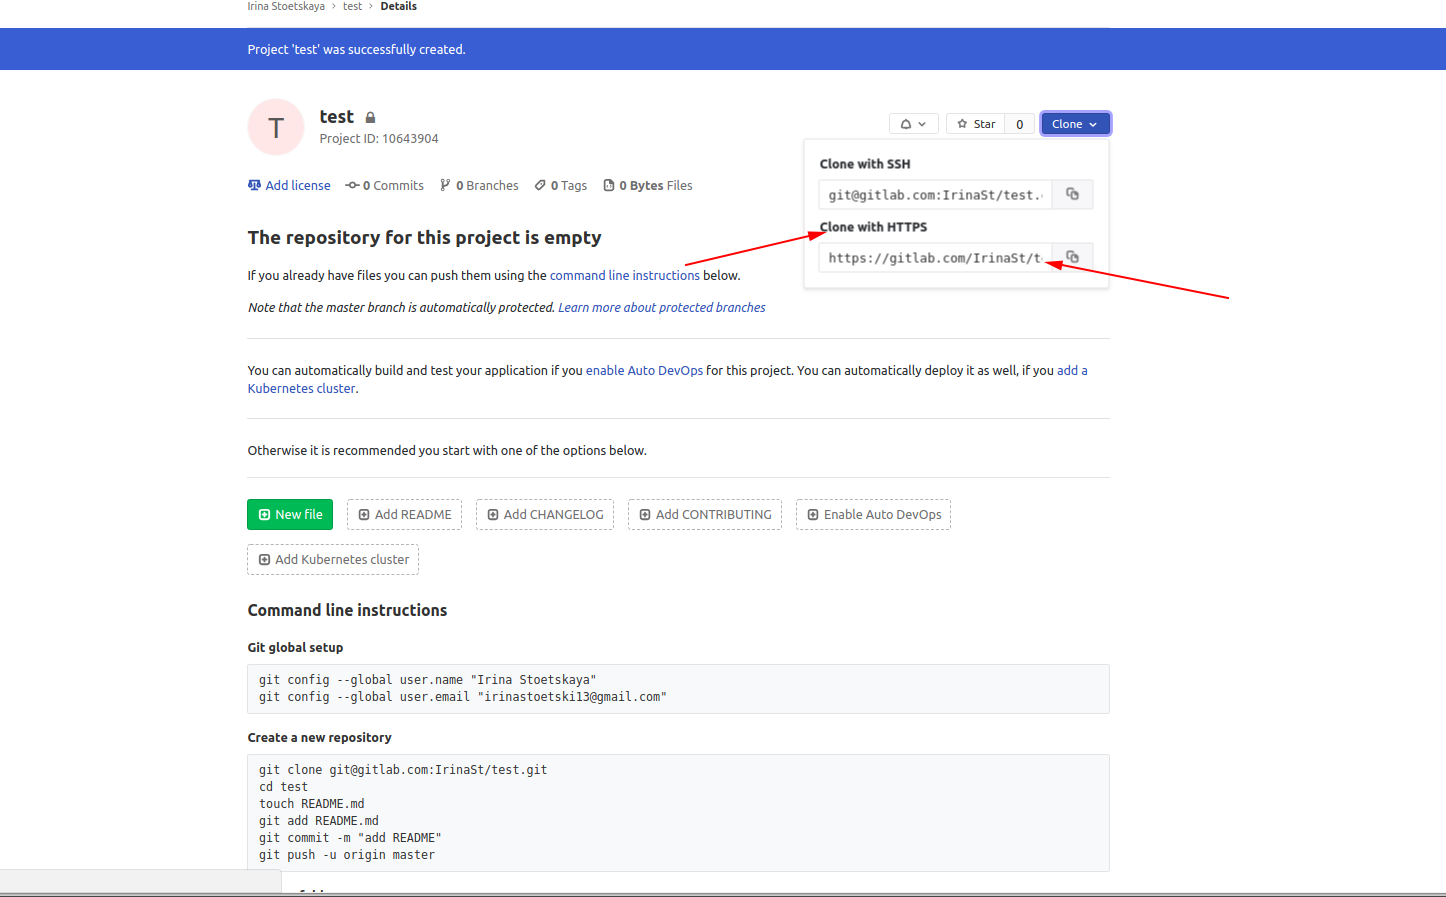 Irina Stoetskaya › test › Details
Project 'test' was successfully created.
T
test
Project ID: 10643904
Star 0 Clone
Add license 0 Commits 0 Branches 0 Tags 0 Bytes Files
Clone with SSH
git@gitlab.com:IrinaSt/test.
Clone with HTTPS
https://gitlab.com/IrinaSt/t
The repository for this project is empty
If you already have files you can push them using the command line instructions below.
Note that the master branch is automatically protected. Learn more about protected branches
You can automatically build and test your application if you enable Auto DevOps for this project. You can automatically deploy it as well, if you add a
Kubernetes cluster.
Otherwise it is recommended you start with one of the options below.
New file Add README Add CHANGELOG Add CONTRIBUTING Enable Auto DevOps
Add Kubernetes cluster
Command line instructions
Git global setup
git config --global user.name "Irina Stoetskaya"
git config --global user.email "irinastoetski13@gmail.com"
Create a new repository
git clone git@gitlab.com:IrinaSt/test.git
cd test
touch README.md
git add README.md
git commit -m "add README"
git push -u origin master